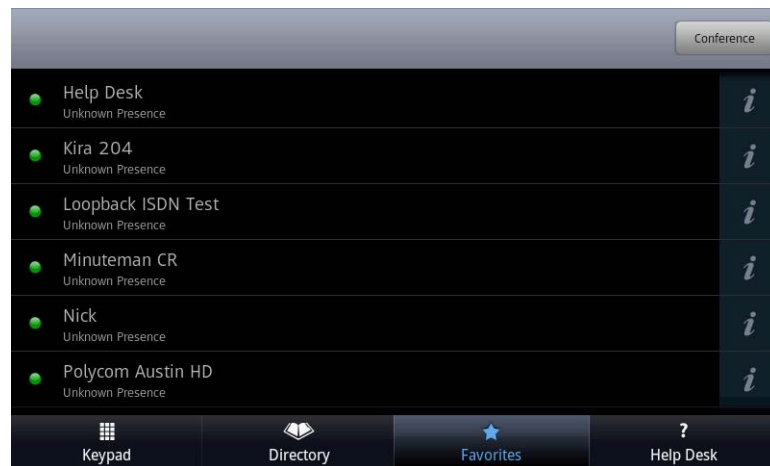 Conference
Help Desk
Unknown Presence
Kira 204
Unknown Presence
Loopback ISDN Test
Unknown Presence
Minuteman CR
Unknown Presence
Nick
Unknown Presence
Polycom Austin HD
Unknown Presence
Keypad
Directory
Favorites
? Help Desk